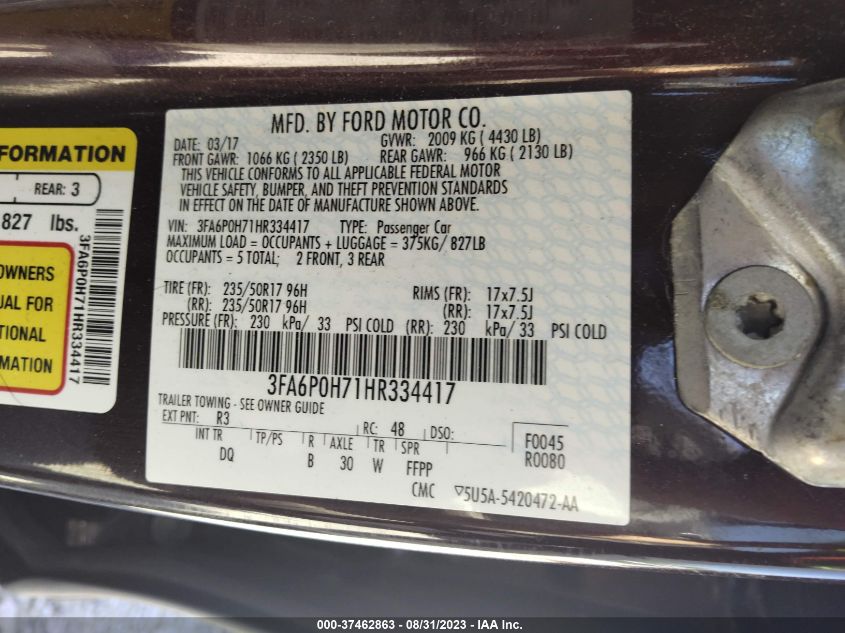 FORMATION
REAR: 3
827 lbs.
3FA6P0H71HR334417
OWNERS
UAL FOR
TIONAL
RMATION
MFD. BY FORD MOTOR CO.
DATE: 03/17 GVWR: 2009 KG ( 4430 LB)
FRONT GAWR: 1066 KG ( 2350 LB) REAR GAWR: 966 KG ( 2130 LB)
THIS VEHICLE CONFORMS TO ALL APPLICABLE FEDERAL MOTOR
VEHICLE SAFETY, BUMPER, AND THEFT PREVENTION STANDARDS
IN EFFECT ON THE DATE OF MANUFACTURE SHOWN ABOVE.
VIN: 3FA6P0H71HR334417 TYPE: Passenger Car
MAXIMUM LOAD = OCCUPANTS + LUGGAGE = 375KG/ 827LB
OCCUPANTS = 5 TOTAL; 2 FRONT, 3 REAR
TIRE (FR): 235/50R17 96H RIMS (FR): 17x7.5J
(RR): 235/50R17 96H (RR): 17x7.5J
PRESSURE (FR): 230 kPa/ 33 PSI COLD (RR): 230 kPa/ 33 PSI COLD
3FA6P0H71HR334417
TRAILER TOWING - SEE OWNER GUIDE
EXT PNT: R3 RC: 48 DSO: F0045
INT TR TP/PS R AXLE TR SPR R0080
DQ B 30 W FFPP
CMC ▽5U5A-5420472-AA
000-37462863 - 08/31/2023 - IAA Inc.